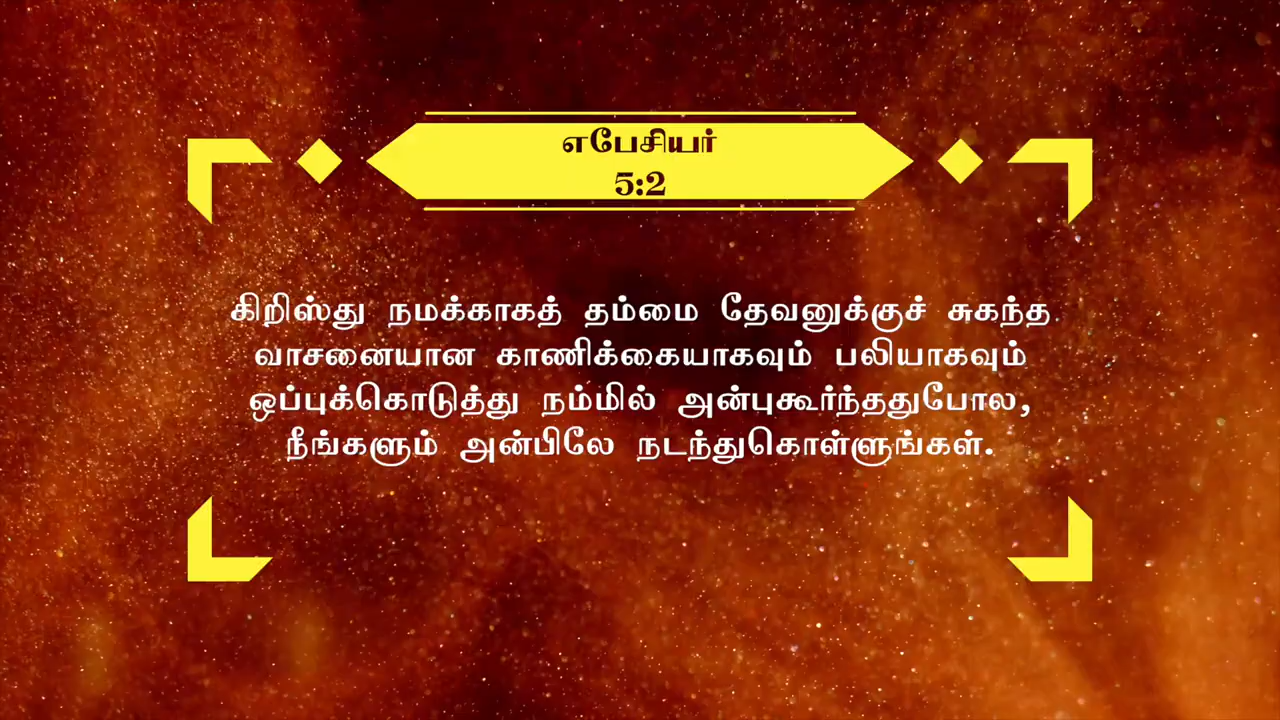 எபேசியர்
5:2
கிறிஸ்து நமக்காகத் தம்மை தேவனுக்குச் சுகந்த
வாசனையான காணிக்கையாகவும் பலியாகவும்
ஒப்புக்கொடுத்து நம்மில் அன்புகூர்ந்ததுபோல,
நீங்களும் அன்பிலே நடந்துகொள்ளுங்கள்.